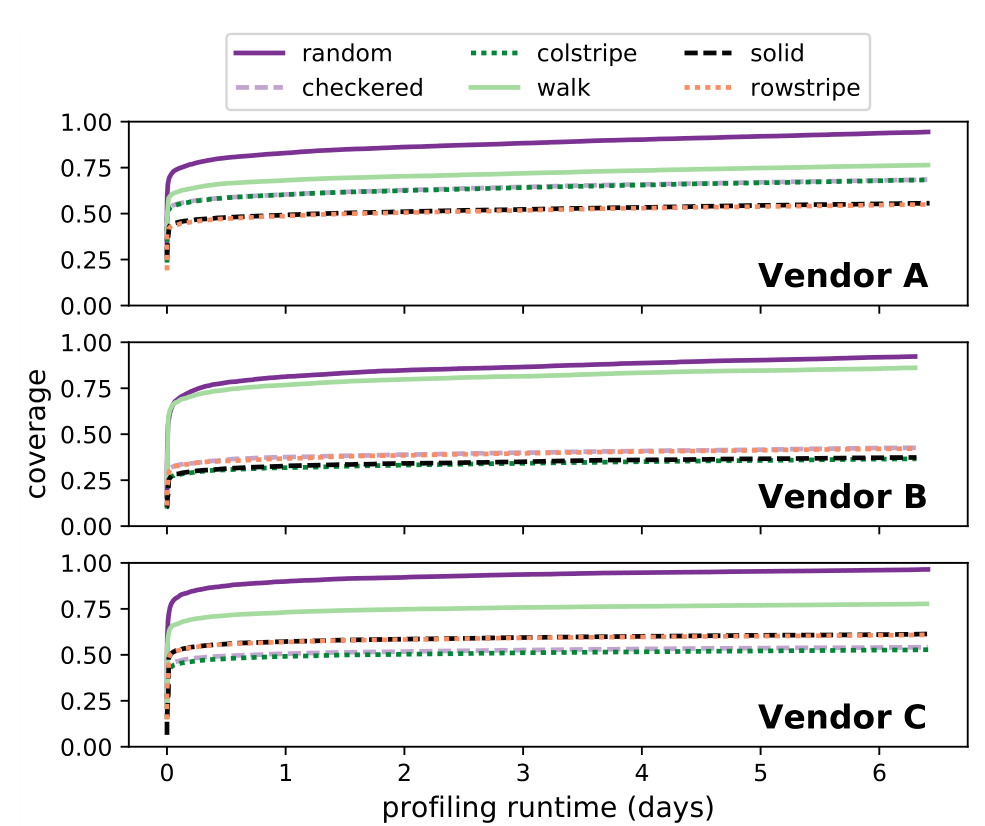 random colstripe solid
checkered walk rowstripe
1.00
0.75
0.50
0.25
0.00
Vendor A
1.00
0.75
0.50
0.25
0.00
Vendor B
coverage
1.00
0.75
0.50
0.25
0.00
Vendor C
0 1 2 3 4 5 6
profiling runtime (days)